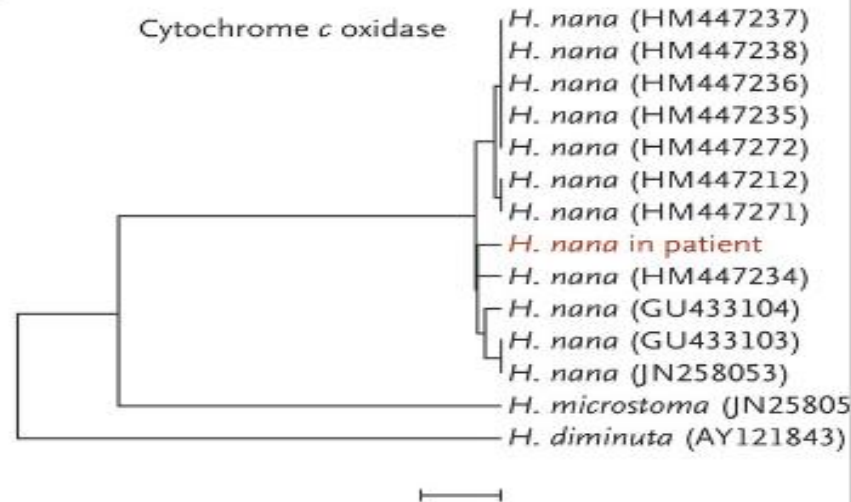 Cytochrome c oxidase
H. nana (HM447237)
H. nana (HM447238)
H. nana (HM447236)
H. nana (HM447235)
H. nana (HM447272)
H. nana (HM447212)
H. nana (HM447271)
H. nana in patient
H. nana (HM447234)
H. nana (GU433104)
H. nana (GU433103)
H. nana (JN258053)
H. microstoma (JN25805
H. diminuta (AY121843)